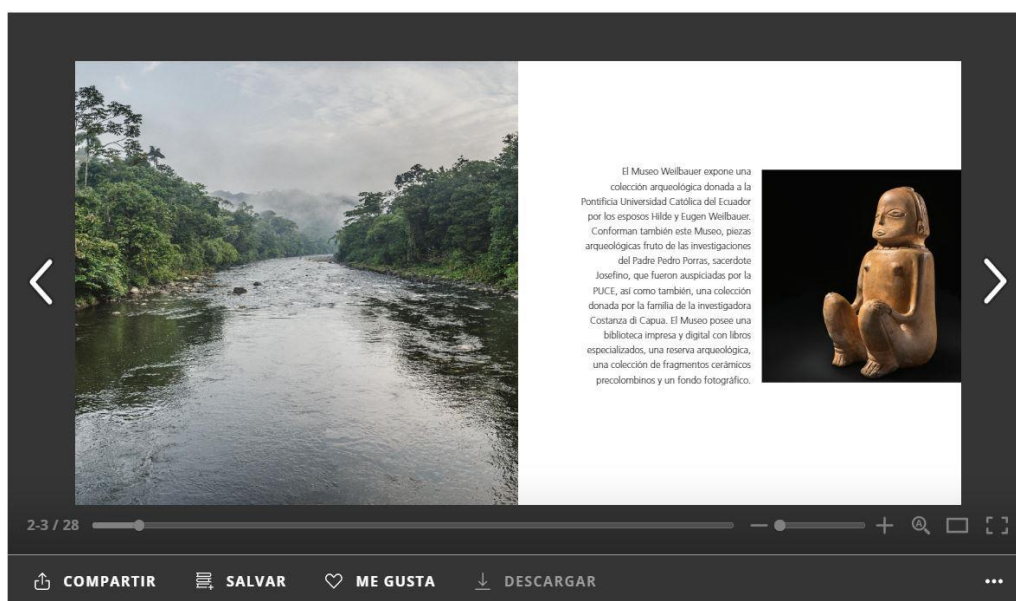 El Museo Weilbauer expone una
colección arqueológica donada a la
Pontificia Universidad Católica del Ecuador
por los esposos Hilde y Eugen Weilbauer.
Conforman también este Museo, piezas
arqueológicas fruto de las investigaciones
del Padre Pedro Porras, sacerdote
Josefino, que fueron auspiciadas por la
PUCE, así como también, una colección
donada por la familia de la investigadora
Costanza di Capua. El Museo posee una
biblioteca impresa y digital con libros
especializados, una reserva arqueológica,
una colección de fragmentos cerámicos
precolombinos y un fondo fotográfico.
2-3 / 28
COMPARTIR SALVAR ME GUSTA DESCARGAR